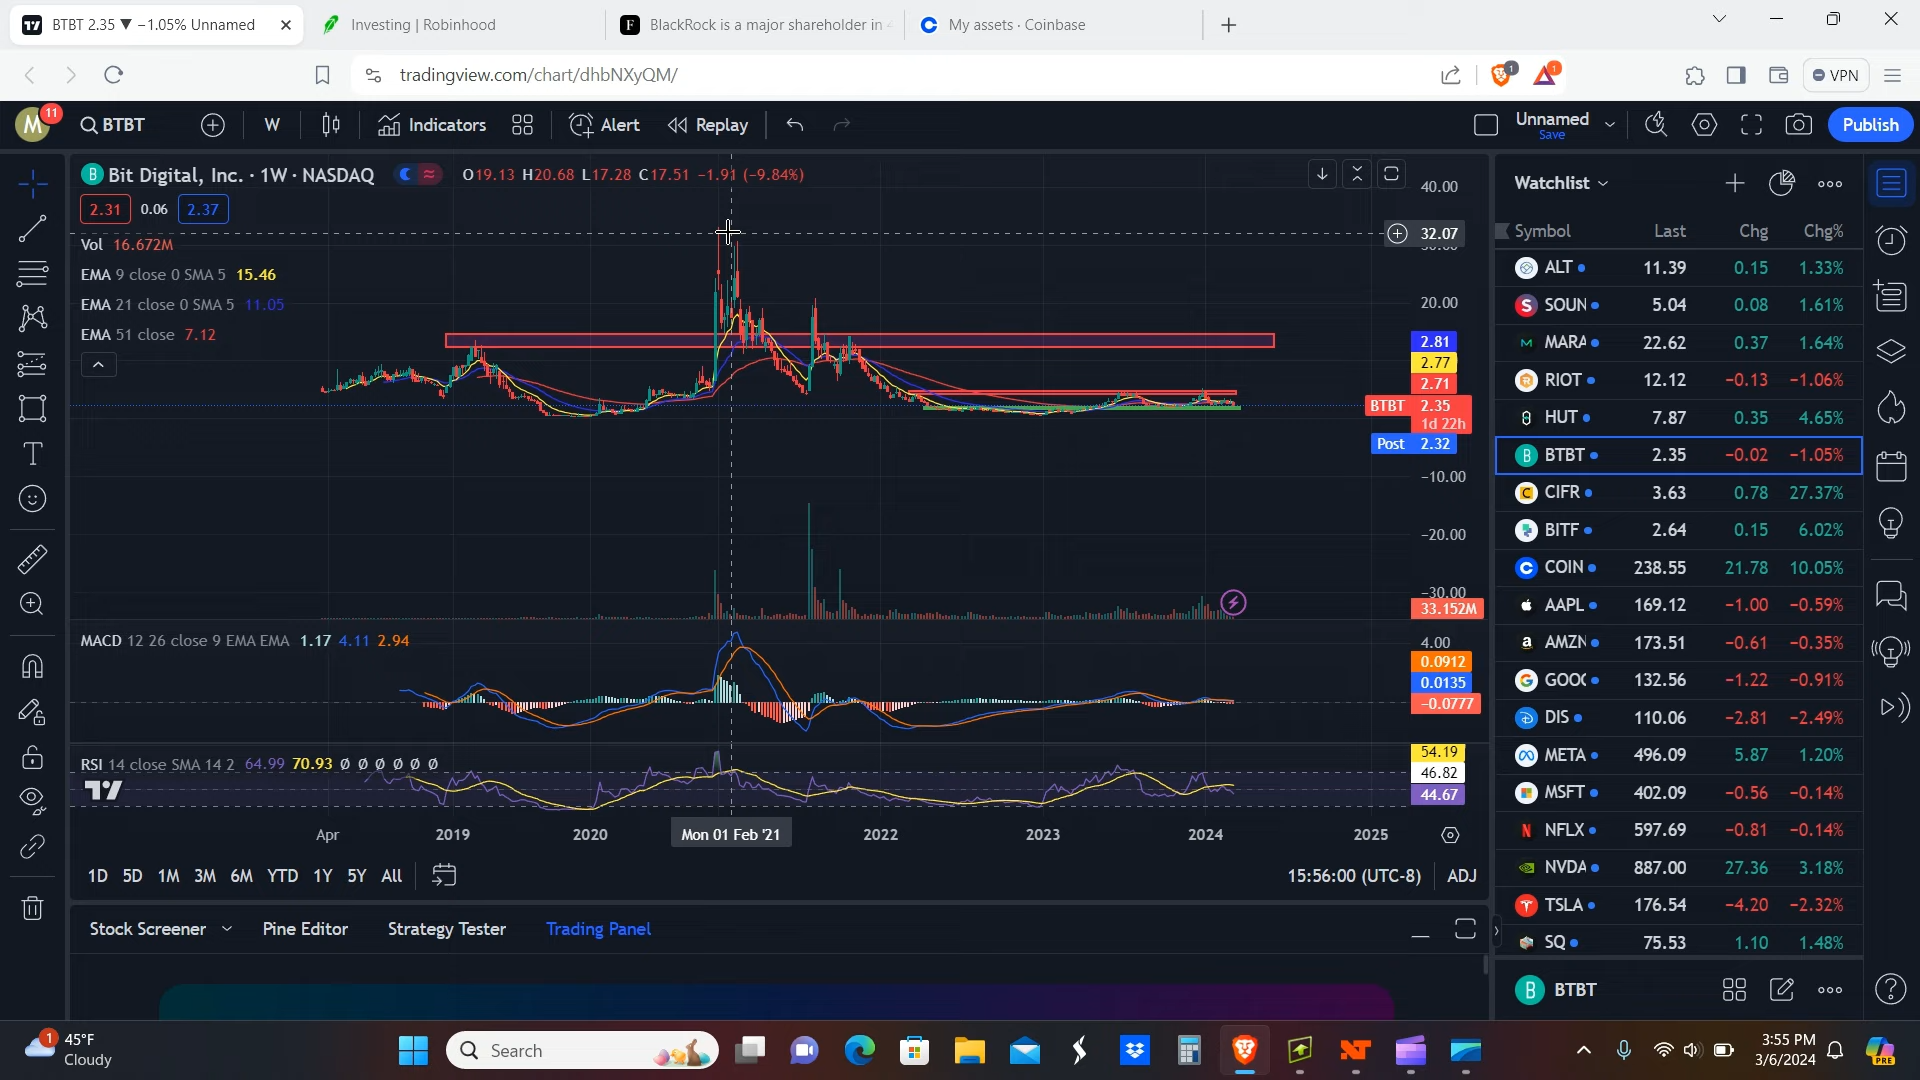 BTBT 2.35 ▼ −1.05% Unnamed
Investing | Robinhood
F BlackRock is a major shareholder in
My assets · Coinbase
tradingview.com/chart/dhbNXyQM/
1
1
VPN
M 11 BTBT W Indicators Alert Replay
Unnamed
Save
Publish
B Bit Digital, Inc. · 1W · NASDAQ O19.13 H20.68 L17.28 C17.51 −1.91 (−9.84%)
2.31 0.06 2.37
Vol 16.672M
EMA 9 close 0 SMA 5 15.46
EMA 21 close 0 SMA 5 11.05
EMA 51 close 7.12
40.00
32.07
20.00
2.81
2.77
2.71
BTBT 2.35
1d 22h
Post 2.32
−10.00
−20.00
−30.00
33.152M
MACD 12 26 close 9 EMA EMA 1.17 4.11 2.94
4.00
0.0912
0.0135
−0.0777
RSI 14 close SMA 14 2 64.99 70.93 Ø Ø Ø Ø Ø Ø
54.19
46.82
44.67
Apr 2019 2020 Mon 01 Feb '21 2022 2023 2024 2025
1D 5D 1M 3M 6M YTD 1Y 5Y All
15:56:00 (UTC-8) ADJ
Stock Screener Pine Editor Strategy Tester Trading Panel
Watchlist
Symbol Last Chg Chg%
ALT 11.39 0.15 1.33%
SOUN 5.04 0.08 1.61%
MARA 22.62 0.37 1.64%
RIOT 12.12 −0.13 −1.06%
HUT 7.87 0.35 4.65%
BTBT 2.35 −0.02 −1.05%
CIFR 3.63 0.78 27.37%
BITF 2.64 0.15 6.02%
COIN 238.55 21.78 10.05%
AAPL 169.12 −1.00 −0.59%
AMZN 173.51 −0.61 −0.35%
GOOG 132.56 −1.22 −0.91%
DIS 110.06 −2.81 −2.49%
META 496.09 5.87 1.20%
MSFT 402.09 −0.56 −0.14%
NFLX 597.69 −0.81 −0.14%
NVDA 887.00 27.36 3.18%
TSLA 176.54 −4.20 −2.32%
SQ 75.53 1.10 1.48%
B BTBT
1 45°F
Cloudy
Search
3:55 PM
3/6/2024
PRE